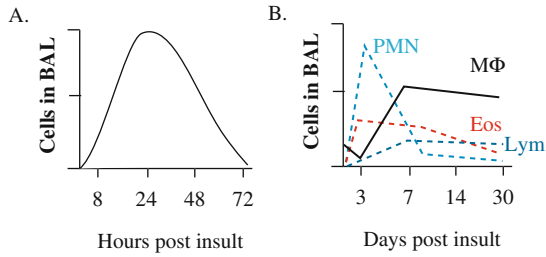 A.
Cells in BAL
8 24 48 72
Hours post insult
B.
Cells in BAL
PMN
MΦ
Eos
Lym
3 7 14 30
Days post insult